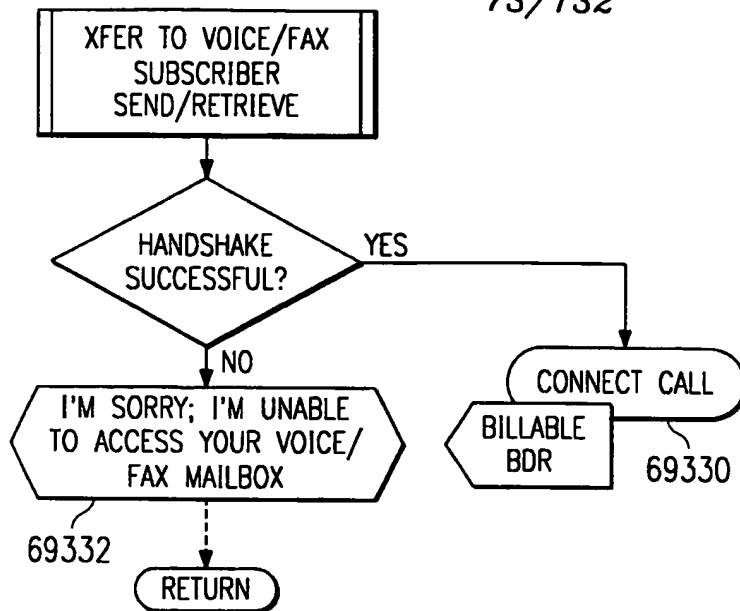 73/132
XFER TO VOICE/FAX
SUBSCRIBER
SEND/RETRIEVE
HANDSHAKE
SUCCESSFUL?
YES
NO
I'M SORRY; I'M UNABLE
TO ACCESS YOUR VOICE/
FAX MAILBOX
69332
RETURN
CONNECT CALL
BILLABLE
BDR
69330